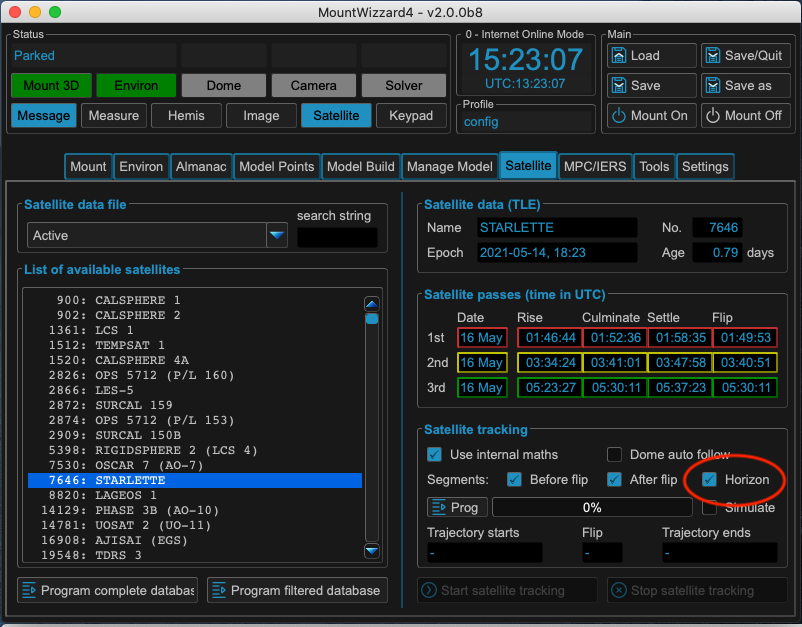 MountWizzard4 - v2.0.0b8
Status
Parked
Mount 3D Environ Dome Camera Solver
Message Measure Hemis Image Satellite Keypad
0 - Internet Online Mode
15:23:07
UTC:13:23:07
Profile
config
Main
Load Save/Quit
Save Save as
Mount On Mount Off
Mount Environ Almanac Model Points Model Build Manage Model Satellite MPC/IERS Tools Settings
Satellite data file
search string
Active
List of available satellites
900: CALSPHERE 1
902: CALSPHERE 2
1361: LCS 1
1512: TEMPSAT 1
1520: CALSPHERE 4A
2826: OPS 5712 (P/L 160)
2866: LES-5
2872: SURCAL 159
2874: OPS 5712 (P/L 153)
2909: SURCAL 150B
5398: RIGIDSPHERE 2 (LCS 4)
7530: OSCAR 7 (AO-7)
7646: STARLETTE
8820: LAGEOS 1
14129: PHASE 3B (AO-10)
14781: UOSAT 2 (UO-11)
16908: AJISAI (EGS)
19548: TDRS 3
Program complete databas Program filtered database
Satellite data (TLE)
Name STARLETTE No. 7646
Epoch 2021-05-14, 18:23 Age 0.79 days
Satellite passes (time in UTC)
Date Rise Culminate Settle Flip
1st 16 May 01:46:44 01:52:36 01:58:35 01:49:53
2nd 16 May 03:34:24 03:41:01 03:47:58 03:40:51
3rd 16 May 05:23:27 05:30:11 05:37:23 05:30:11
Satellite tracking
Use internal maths Dome auto follow
Segments: Before flip After flip Horizon
Prog 0% Simulate
Trajectory starts Flip Trajectory ends
- - -
Start satellite tracking Stop satellite tracking